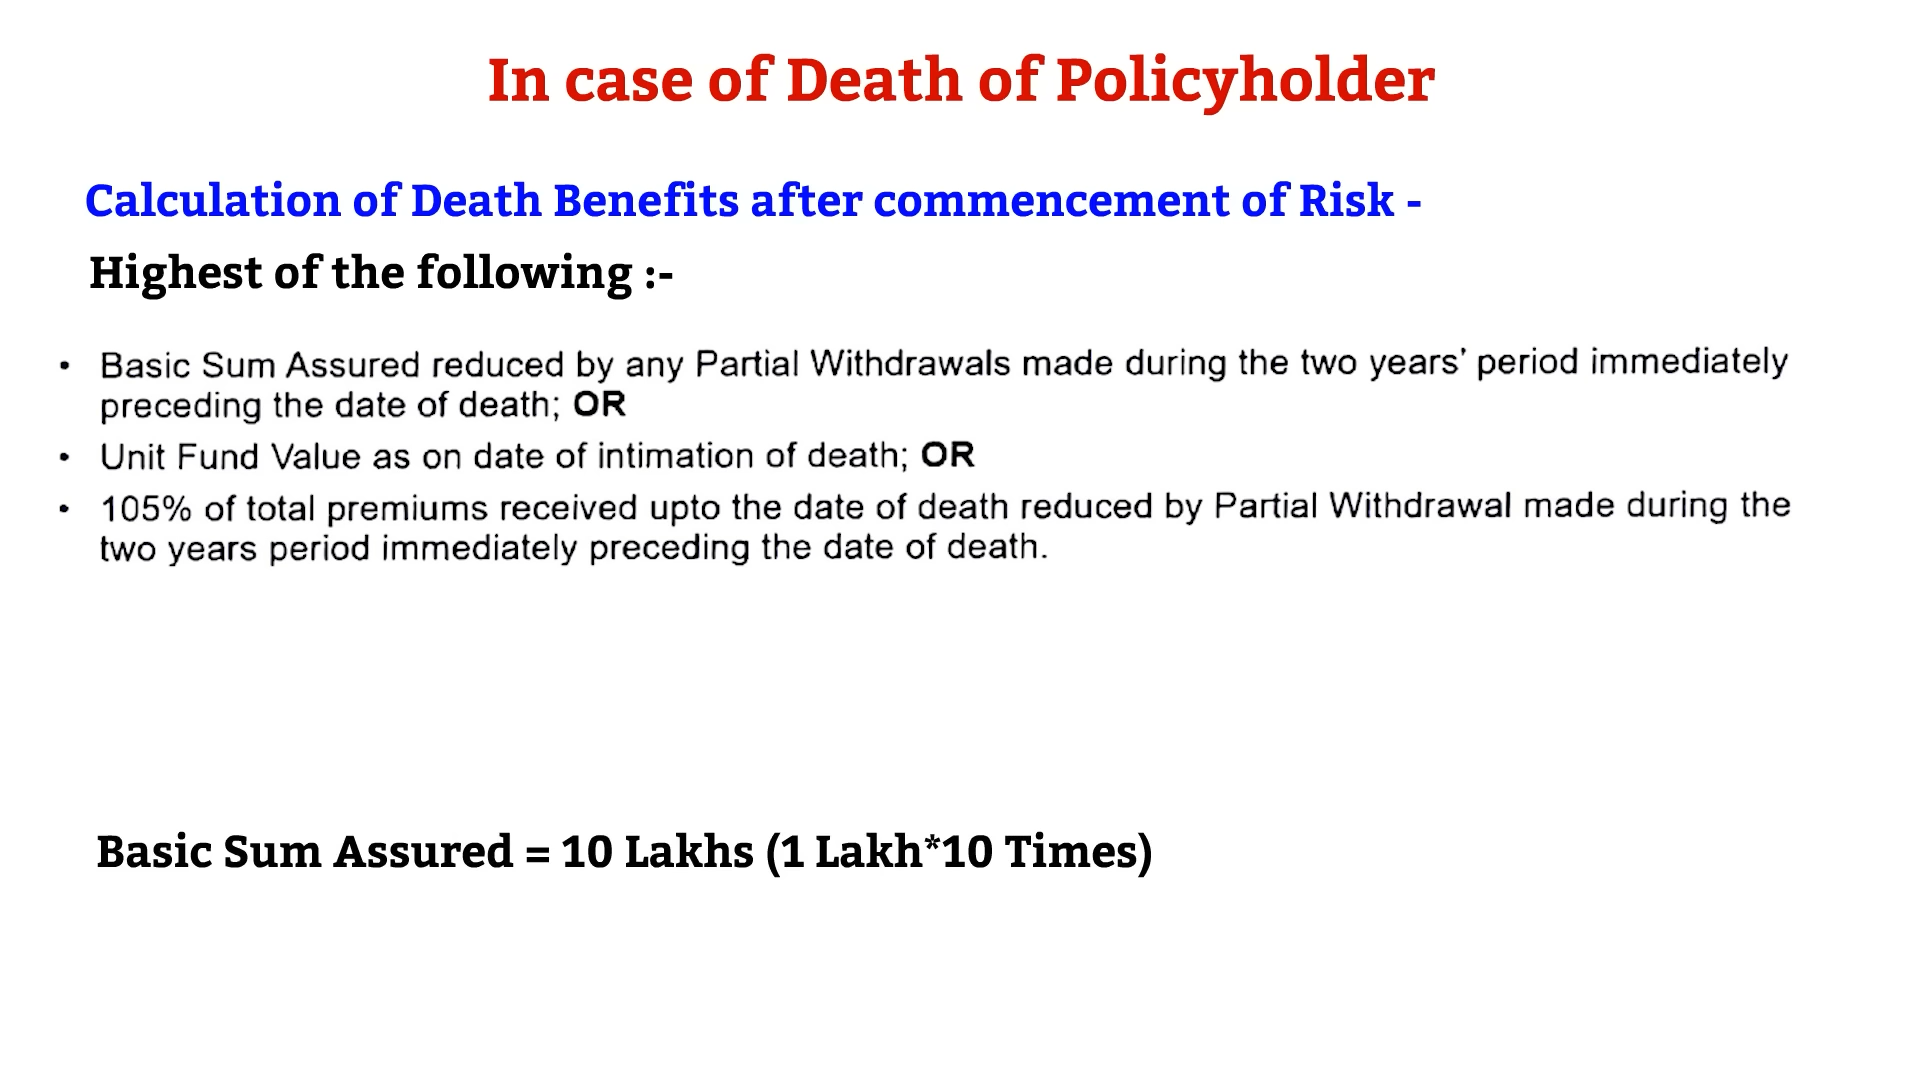 In case of Death of Policyholder
Calculation of Death Benefits after commencement of Risk -
Highest of the following :-
• Basic Sum Assured reduced by any Partial Withdrawals made during the two years' period immediately
preceding the date of death; OR
• Unit Fund Value as on date of intimation of death; OR
• 105% of total premiums received upto the date of death reduced by Partial Withdrawal made during the
two years period immediately preceding the date of death.
Basic Sum Assured = 10 Lakhs (1 Lakh*10 Times)